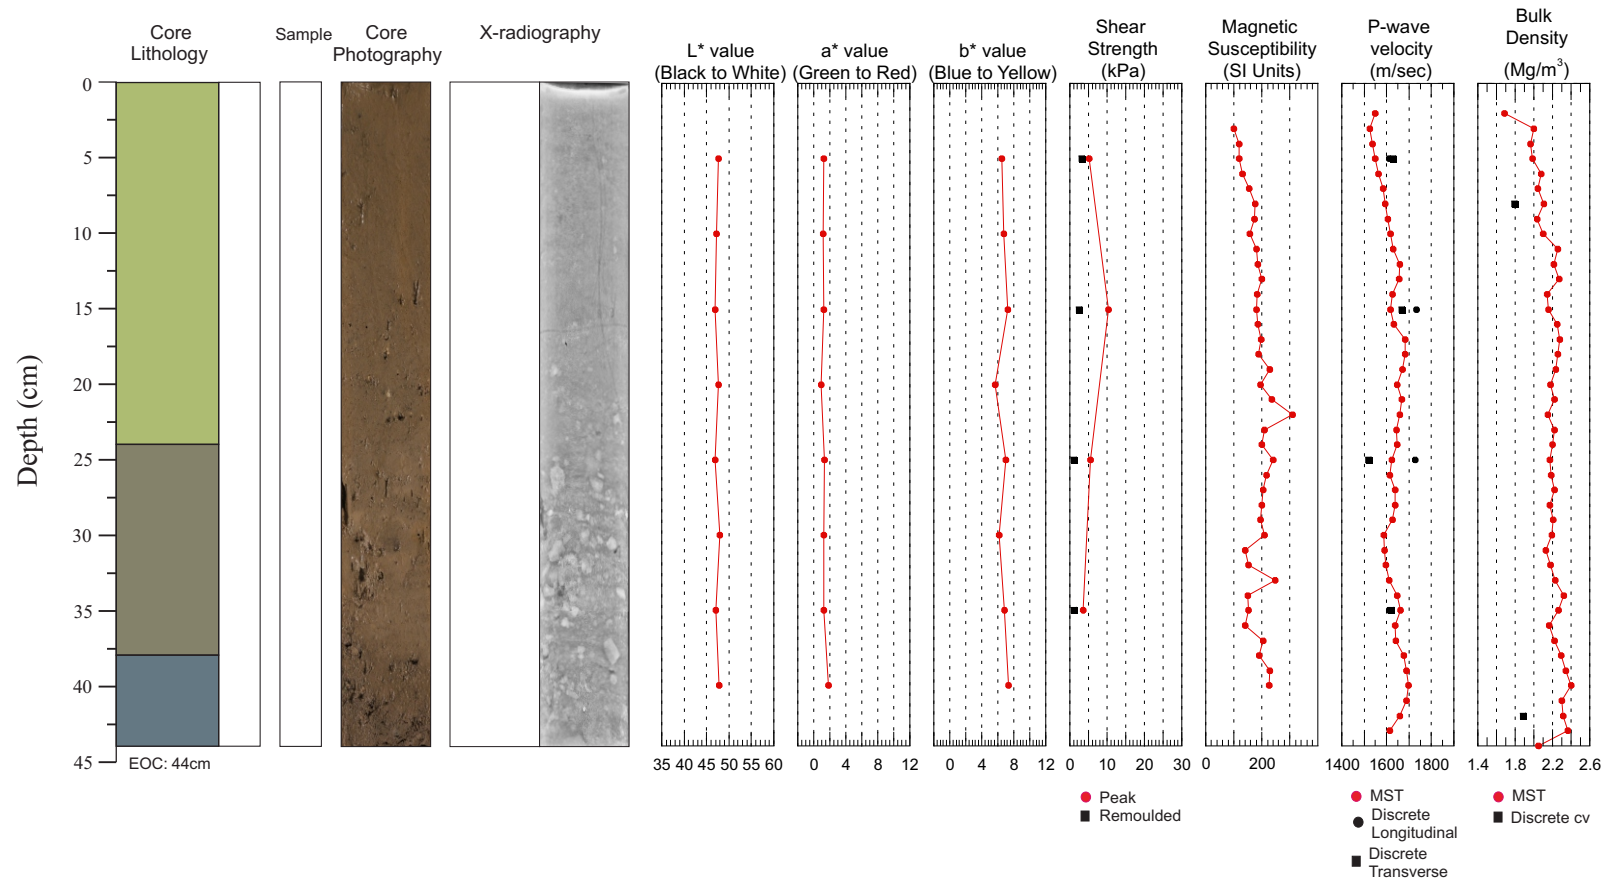 Core
Lithology
Sample
Core
Photography
X-radiography
L* value
(Black to White)
a* value
(Green to Red)
b* value
(Blue to Yellow)
Shear
Strength
(kPa)
Magnetic
Susceptibility
(SI Units)
P-wave
velocity
(m/sec)
Bulk
Density
(Mg/m³)
Depth (cm)
0
5
10
15
20
25
30
35
40
45
EOC: 44cm
35 40 45 50 55 60
0 4 8 12
0 4 8 12
0 10 20 30
0 200
1400 1600 1800
1.4 1.8 2.2 2.6
Peak
Remoulded
MST
Discrete
Longitudinal
Discrete
Transverse
MST
Discrete cv